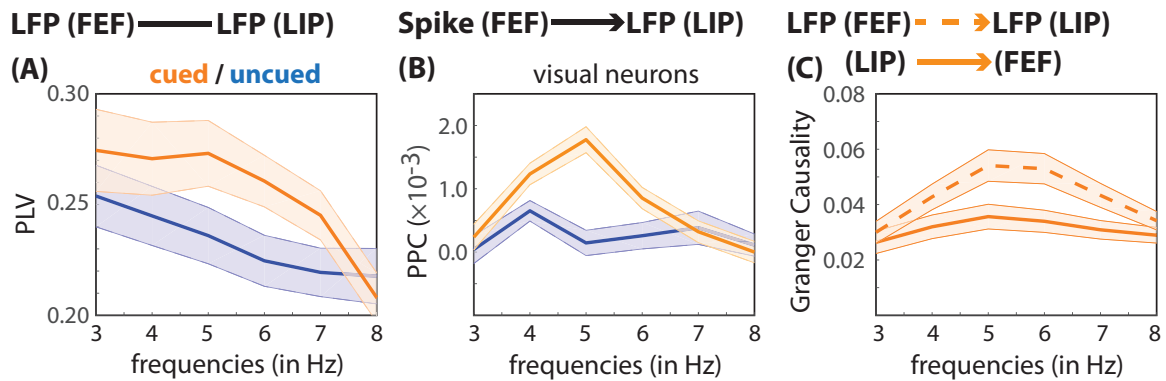 LFP (FEF) LFP (LIP)
Spike (FEF) LFP (LIP)
LFP (FEF) LFP (LIP)
(LIP) (FEF)
(A) cued / uncued
(B) visual neurons
(C)
0.30
0.25
0.20
PLV
3 4 5 6 7 8
frequencies (in Hz)
2.0
1.0
0.0
PPC (×10⁻³)
3 4 5 6 7 8
frequencies (in Hz)
0.08
0.06
0.04
0.02
Granger Causality
3 4 5 6 7 8
frequencies (in Hz)